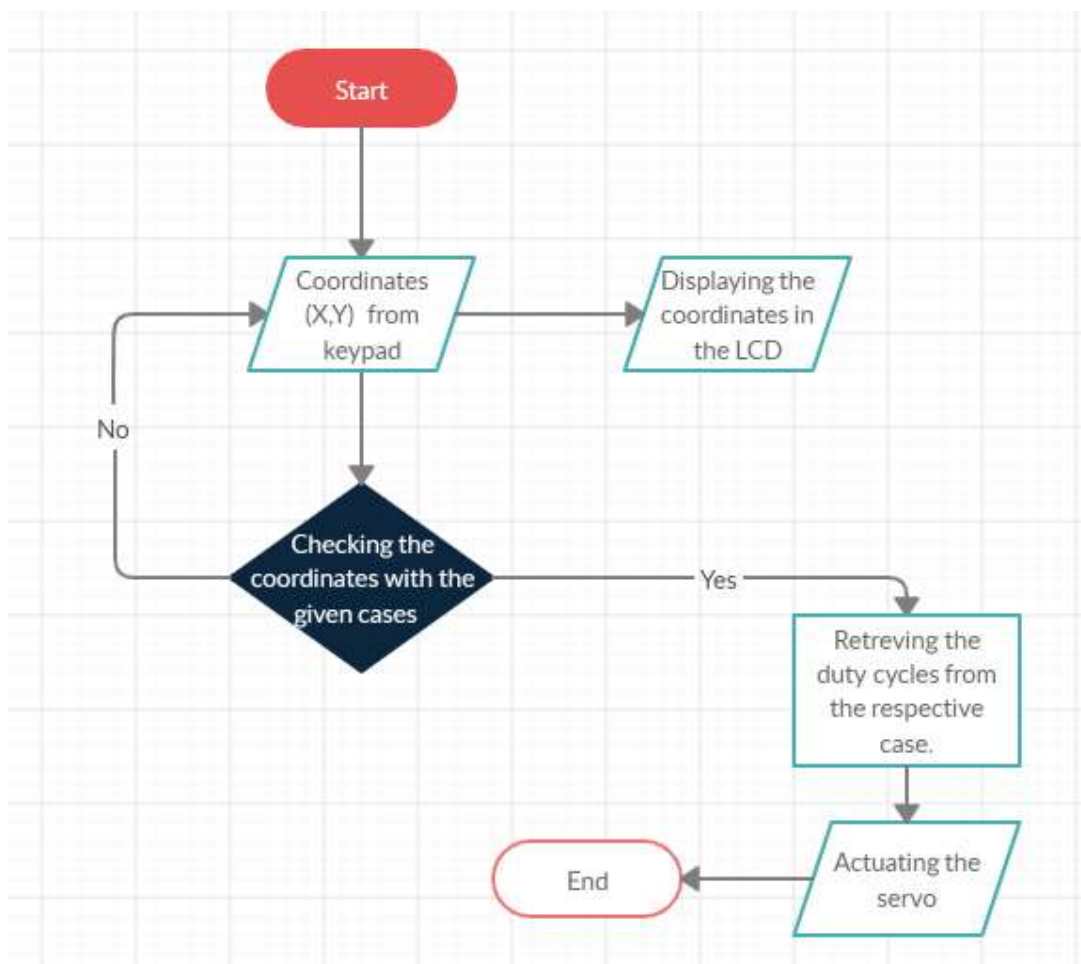 Start
Coordinates
(X,Y) from
keypad
Displaying the
coordinates in
the LCD
No
Checking the
coordinates with the
given cases
Yes
Retreving the
duty cycles from
the respective
case.
Actuating the
servo
End